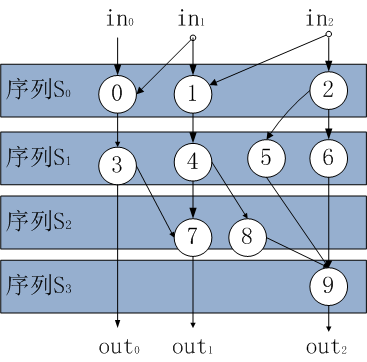 in₀ in₁ in₂
序列S₀ 0 1 2
序列S₁ 3 4 5 6
序列S₂ 7 8
序列S₃ 9
out₀ out₁ out₂